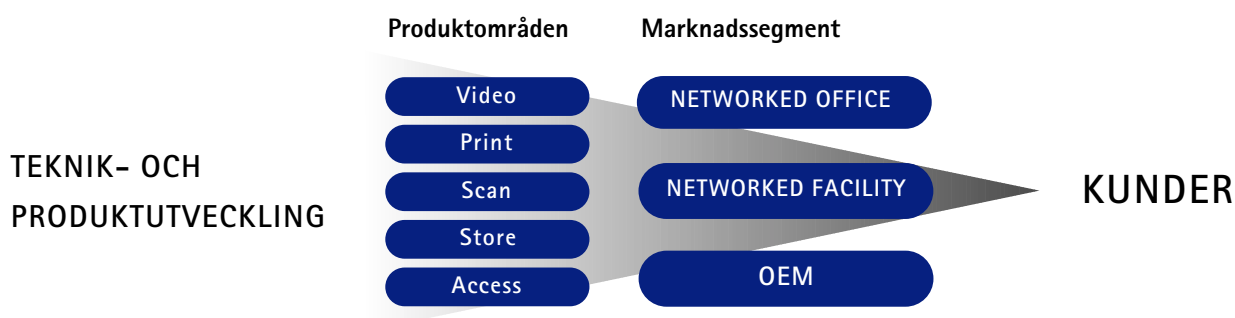 Produktområden
Marknadssegment
TEKNIK- OCH
PRODUKTUTVECKLING
Video
Print
Scan
Store
Access
NETWORKED OFFICE
NETWORKED FACILITY
OEM
KUNDER